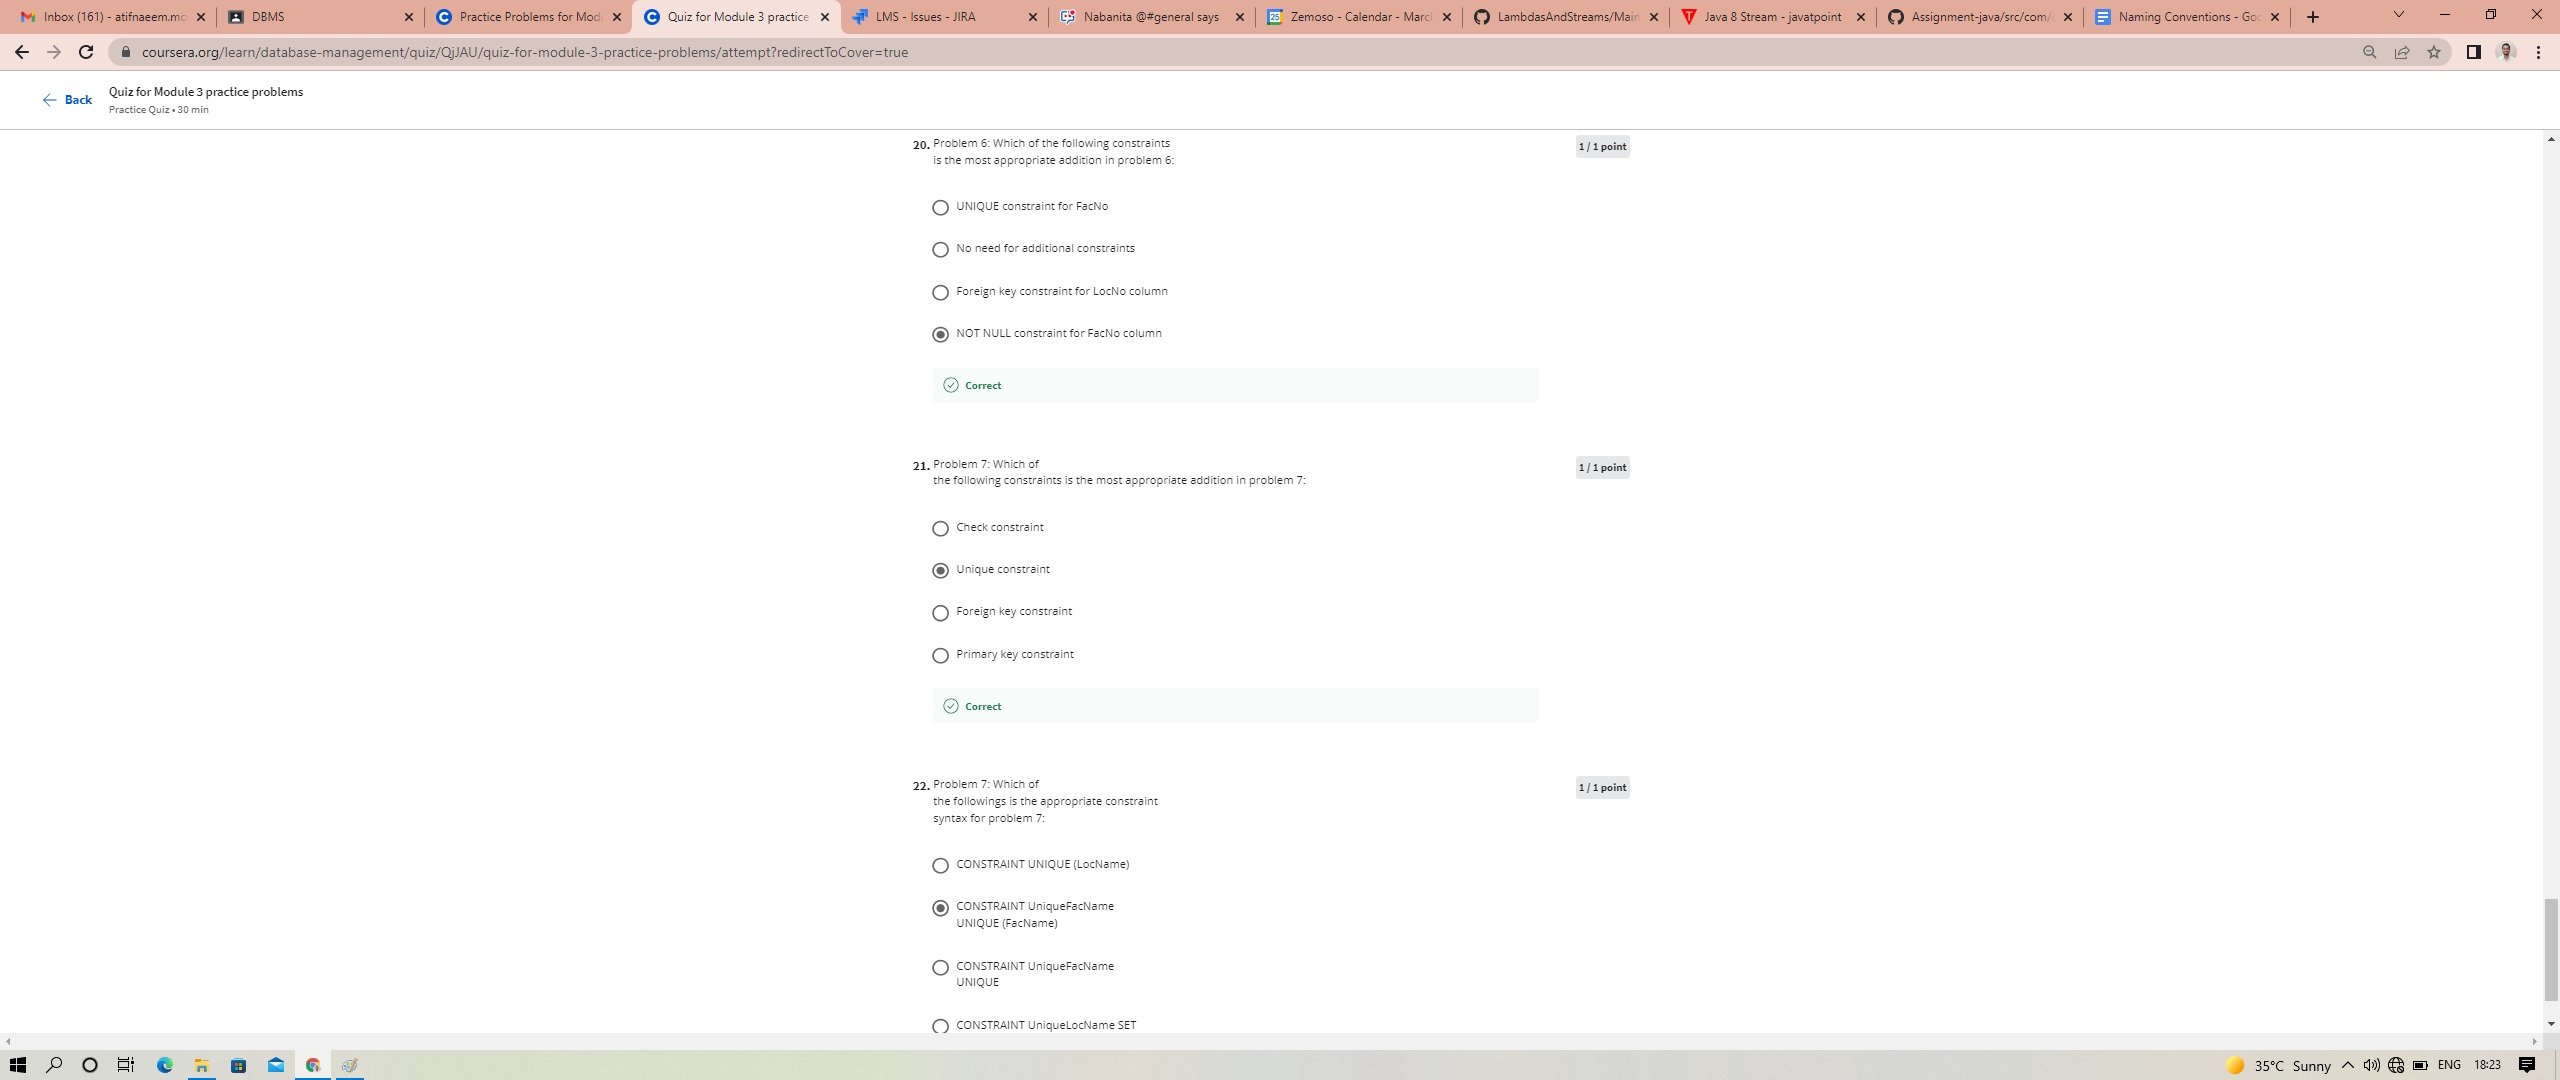 Inbox (161) - atifnaeem.mo
DBMS
Practice Problems for Modu
Quiz for Module 3 practice
LMS - Issues - JIRA
Nabanita @#general says
Zemoso - Calendar - March
LambdasAndStreams/Main
Java 8 Stream - javatpoint
Assignment-java/src/com/
Naming Conventions - Goo
coursera.org/learn/database-management/quiz/QjJAU/quiz-for-module-3-practice-problems/attempt?redirectToCover=true
Back
Quiz for Module 3 practice problems
Practice Quiz • 30 min
20. Problem 6: Which of the following constraints
is the most appropriate addition in problem 6:
1 / 1 point
UNIQUE constraint for FacNo
No need for additional constraints
Foreign key constraint for LocNo column
NOT NULL constraint for FacNo column
Correct
21. Problem 7: Which of
the following constraints is the most appropriate addition in problem 7:
1 / 1 point
Check constraint
Unique constraint
Foreign key constraint
Primary key constraint
Correct
22. Problem 7: Which of
the followings is the appropriate constraint
syntax for problem 7:
1 / 1 point
CONSTRAINT UNIQUE (LocName)
CONSTRAINT UniqueFacName
UNIQUE (FacName)
CONSTRAINT UniqueFacName
UNIQUE
CONSTRAINT UniqueLocName SET
35°C Sunny
ENG
18:23